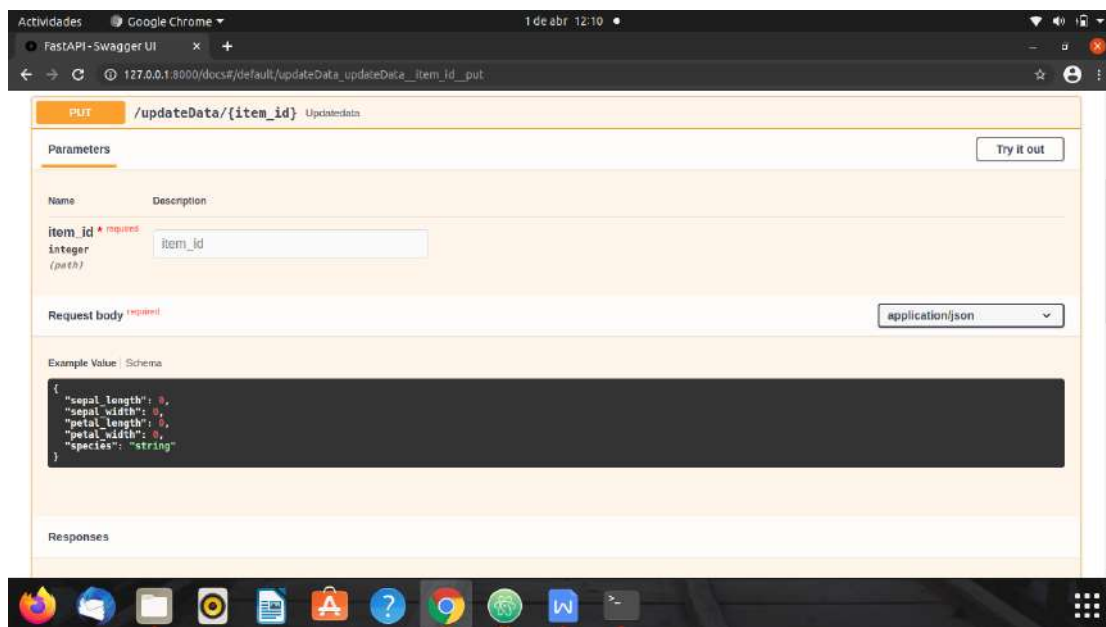 Actividades Google Chrome 1 de abr 12:10
FastAPI - Swagger UI
127.0.0.1:8000/docs#/default/updateData_updateData__item_id__put
PUT /updateData/{item_id} Updatedata
Parameters Try it out
Name Description
item_id * required
item_id
integer
(path)
Request body required application/json
Example Value Schema
{
"sepal_length": 0,
"sepal_width": 0,
"petal_length": 0,
"petal_width": 0,
"species": "string"
}
Responses